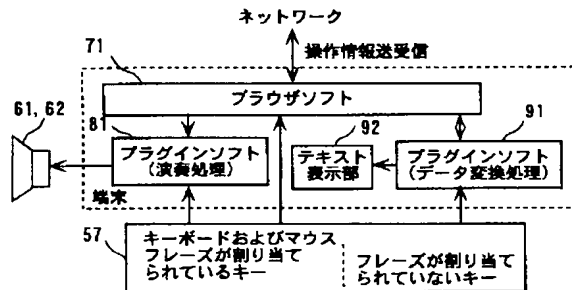 ネットワーク
操作情報送受信
71
ブラウザソフト
61, 62
81
プラグインソフト
(演奏処理)
92
テキスト
表示部
91
プラグインソフト
(データ変換処理)
端末
57
キーボードおよびマウス
フレーズが割り当て
られているキー
フレーズが割り当て
られていないキー